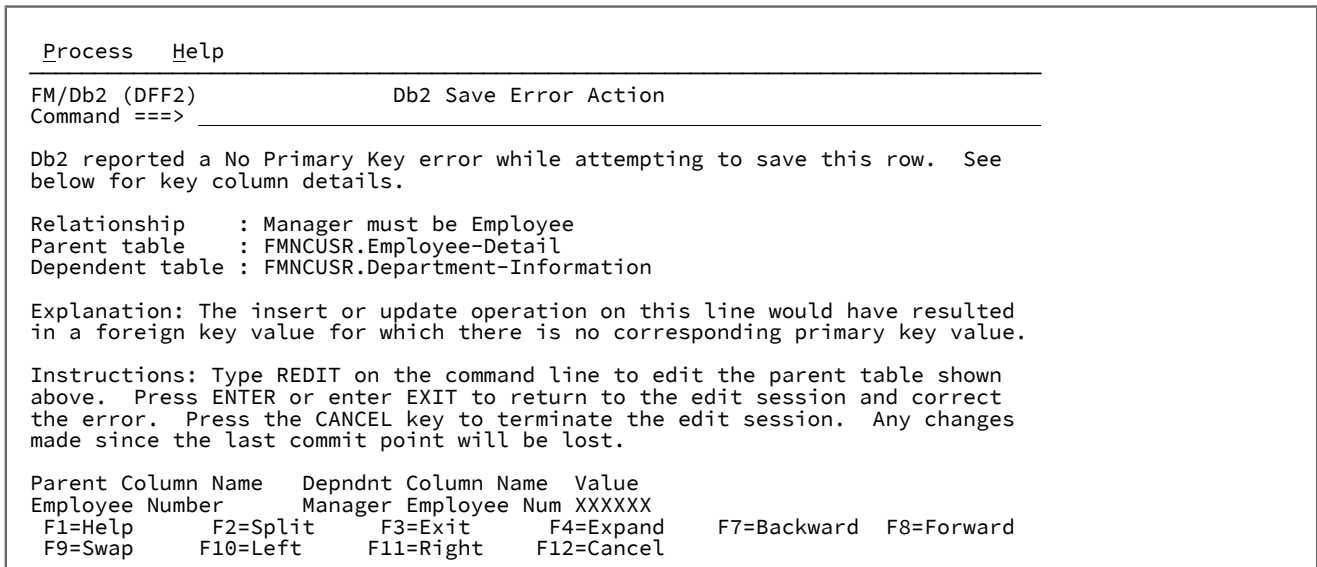 Process   Help
FM/Db2 (DFF2)               Db2 Save Error Action
Command ===>
Db2 reported a No Primary Key error while attempting to save this row.  See
below for key column details.
Relationship    : Manager must be Employee
Parent table    : FMNCUSR.Employee-Detail
Dependent table : FMNCUSR.Department-Information
Explanation: The insert or update operation on this line would have resulted
in a foreign key value for which there is no corresponding primary key value.
Instructions: Type REDIT on the command line to edit the parent table shown
above.  Press ENTER or enter EXIT to return to the edit session and correct
the error.  Press the CANCEL key to terminate the edit session.  Any changes
made since the last commit point will be lost.
Parent Column Name   Depndnt Column Name  Value
Employee Number      Manager Employee Num XXXXXX
F1=Help      F2=Split     F3=Exit      F4=Expand    F7=Backward  F8=Forward
F9=Swap     F10=Left     F11=Right    F12=Cancel